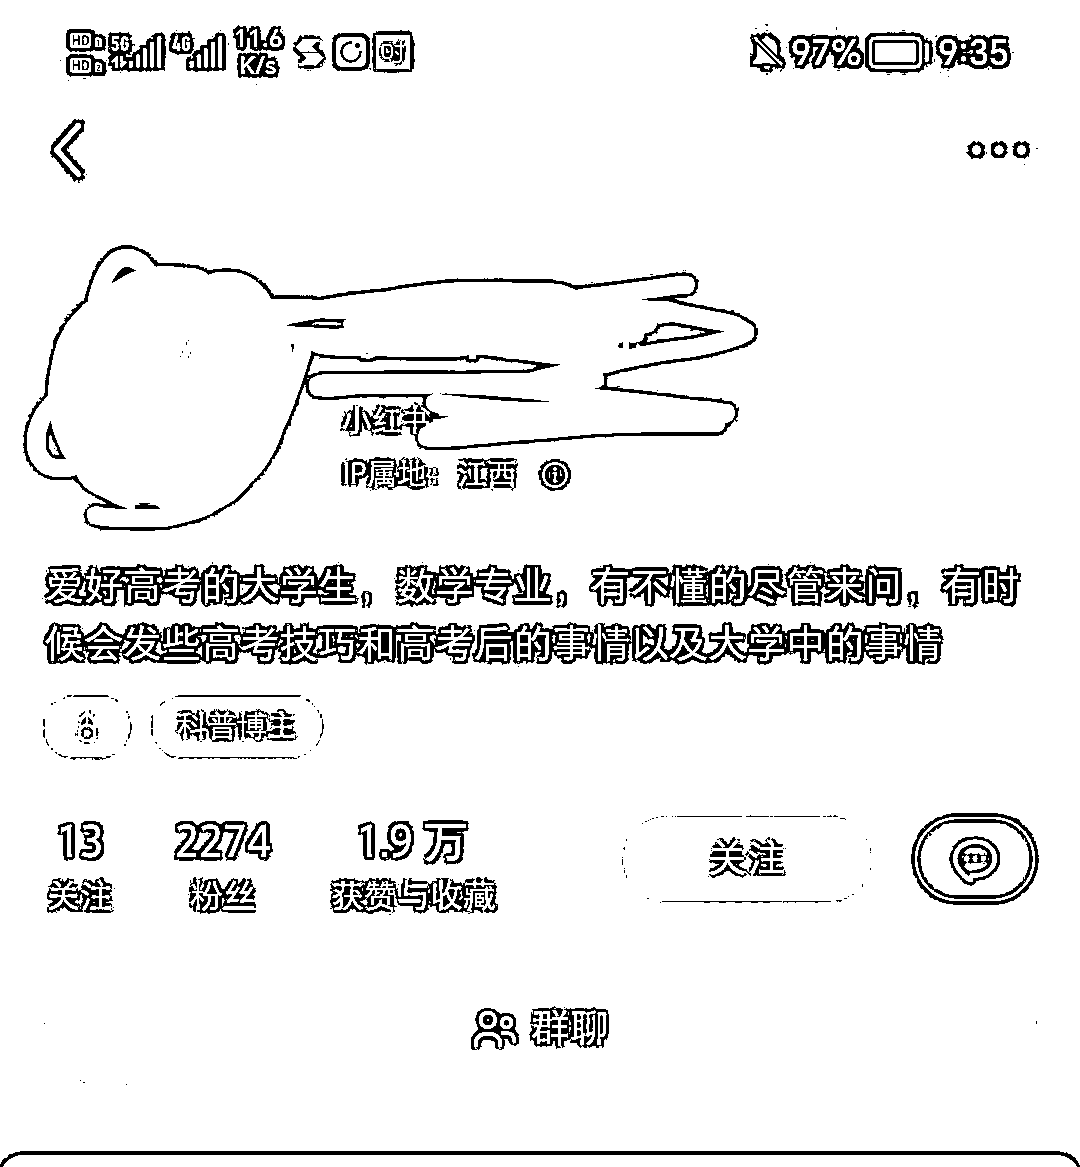 HD 1 5G 4G 11.6 K/s 97% 9:35
HD 2
小红书
IP属地：江西
爱好高考的大学生，数学专业，有不懂的尽管来问，有时
候会发些高考技巧和高考后的事情以及大学中的事情
科普博主
13 2274 1.9万 关注
关注 粉丝 获赞与收藏
群聊